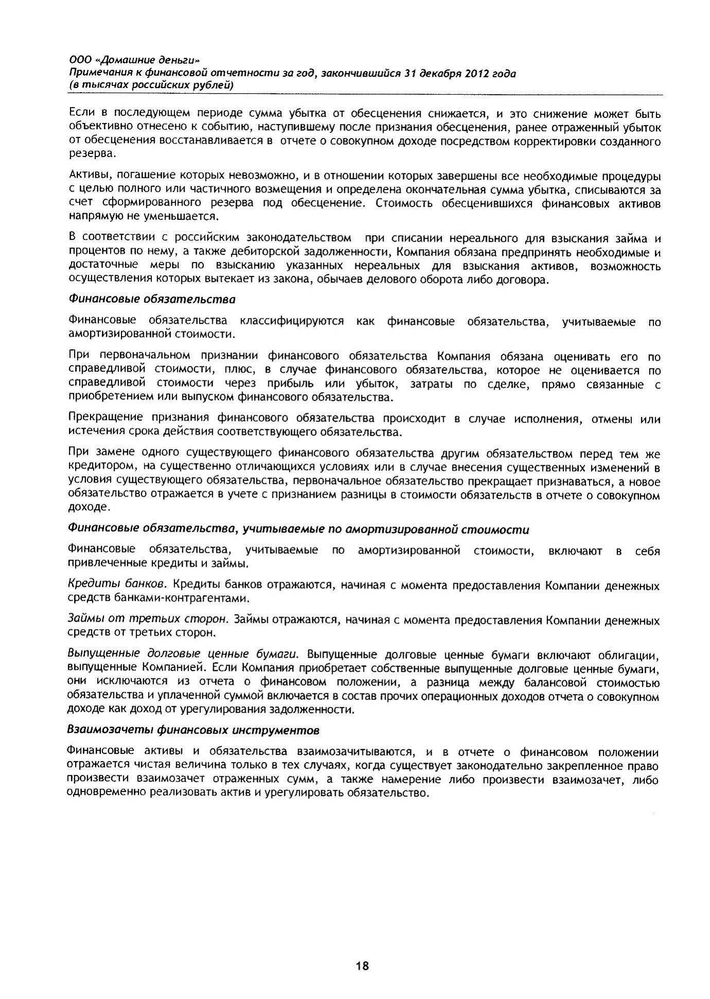 ООО «Домашние деньги»
Примечания к финансовой отчетности за год, закончившийся 31 декабря 2012 года
(в тысячах российских рублей)
Если в последующем периоде сумма убытка от обесценения снижается, и это снижение может быть
объективно отнесено к событию, наступившему после признания обесценения, ранее отраженный убыток
от обесценения восстанавливается в отчете о совокупном доходе посредством корректировки созданного
резерва.
Активы, погашение которых невозможно, и в отношении которых завершены все необходимые процедуры
с целью полного или частичного возмещения и определена окончательная сумма убытка, списываются за
счет сформированного резерва под обесценение. Стоимость обесценившихся финансовых активов
напрямую не уменьшается.
В соответствии с российским законодательством при списании нереального для взыскания займа и
процентов по нему, а также дебиторской задолженности, Компания обязана предпринять необходимые и
достаточные меры по взысканию указанных нереальных для взыскания активов, возможность
осуществления которых вытекает из закона, обычаев делового оборота либо договора.
Финансовые обязательства
Финансовые обязательства классифицируются как финансовые обязательства, учитываемые по
амортизированной стоимости.
При первоначальном признании финансового обязательства Компания обязана оценивать его по
справедливой стоимости, плюс, в случае финансового обязательства, которое не оценивается по
справедливой стоимости через прибыль или убыток, затраты по сделке, прямо связанные с
приобретением или выпуском финансового обязательства.
Прекращение признания финансового обязательства происходит в случае исполнения, отмены или
истечения срока действия соответствующего обязательства.
При замене одного существующего финансового обязательства другим обязательством перед тем же
кредитором, на существенно отличающихся условиях или в случае внесения существенных изменений в
условия существующего обязательства, первоначальное обязательство прекращает признаваться, а новое
обязательство отражается в учете с признанием разницы в стоимости обязательств в отчете о совокупном
доходе.
Финансовые обязательства, учитываемые по амортизированной стоимости
Финансовые обязательства, учитываемые по амортизированной стоимости, включают в себя
привлеченные кредиты и займы.
Кредиты банков. Кредиты банков отражаются, начиная с момента предоставления Компании денежных
средств банками-контрагентами.
Займы от третьих сторон. Займы отражаются, начиная с момента предоставления Компании денежных
средств от третьих сторон.
Выпущенные долговые ценные бумаги. Выпущенные долговые ценные бумаги включают облигации,
выпущенные Компанией. Если Компания приобретает собственные выпущенные долговые ценные бумаги,
они исключаются из отчета о финансовом положении, а разница между балансовой стоимостью
обязательства и уплаченной суммой включается в состав прочих операционных доходов отчета о совокупном
доходе как доход от урегулирования задолженности.
Взаимозачеты финансовых инструментов
Финансовые активы и обязательства взаимозачитываются, и в отчете о финансовом положении
отражается чистая величина только в тех случаях, когда существует законодательно закрепленное право
произвести взаимозачет отраженных сумм, а также намерение либо произвести взаимозачет, либо
одновременно реализовать актив и урегулировать обязательство.
18